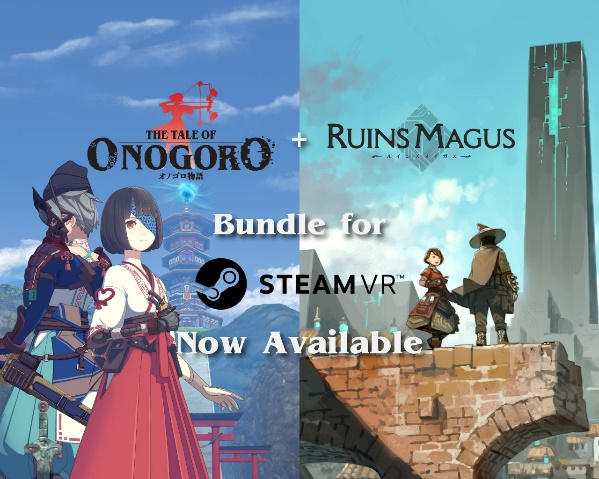 THE TALE OF
ONOGORO
オノゴロ物語
+
RUINSMAGUS
ルインズメイガス
Bundle for
STEAMVR™
Now Available